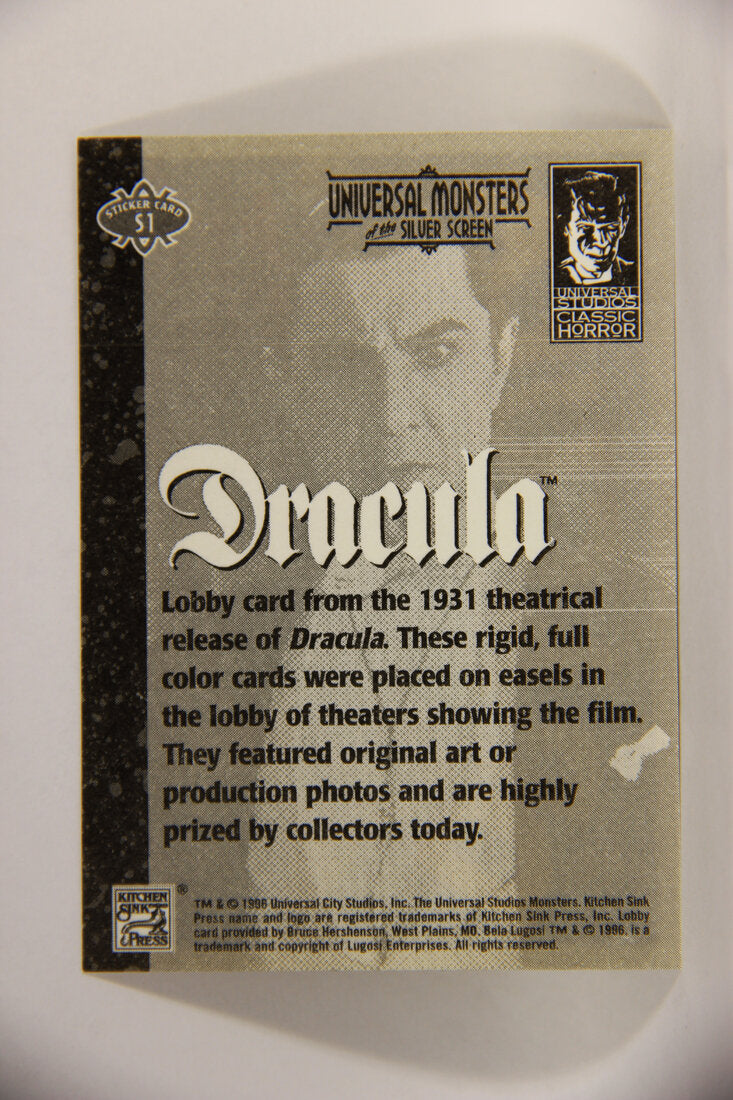 STICKER CARD
S1
UNIVERSAL MONSTERS
of the SILVER SCREEN
UNIVERSAL
STUDIOS
CLASSIC
HORROR
Dracula™
Lobby card from the 1931 theatrical
release of Dracula. These rigid, full
color cards were placed on easels in
the lobby of theaters showing the film.
They featured original art or
production photos and are highly
prized by collectors today.
KITCHEN
SINK
PRESS
®
TM & © 1996 Universal City Studios, Inc. The Universal Studios Monsters. Kitchen Sink
Press name and logo are registered trademarks of Kitchen Sink Press, Inc. Lobby
card provided by Bruce Hershenson, West Plains, MO. Bela Lugosi TM & © 1996, is a
trademark and copyright of Lugosi Enterprises. All rights reserved.